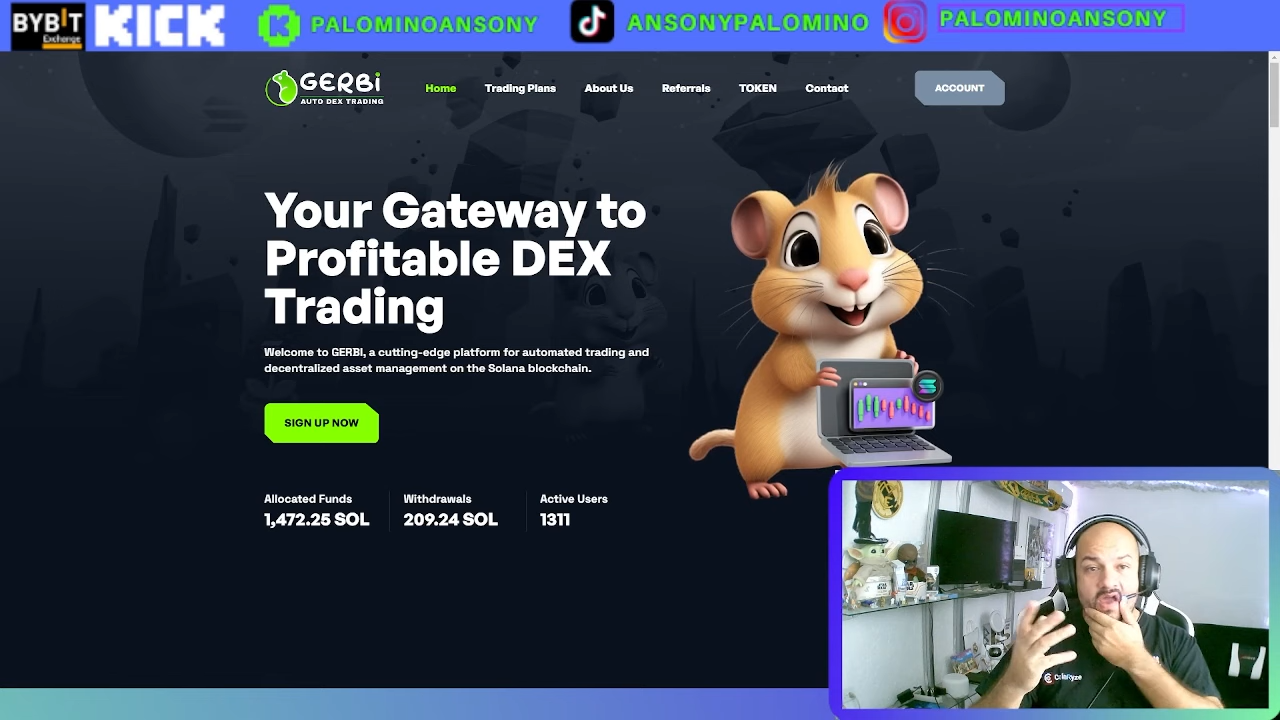 BYBIT
Exchange
KICK
PALOMINOANSONY
ANSONYPALOMINO
PALOMINOANSONY
GERBi
AUTO DEX TRADING
Home
Trading Plans
About Us
Referrals
TOKEN
Contact
ACCOUNT
Your Gateway to
Profitable DEX
Trading
Welcome to GERBI, a cutting-edge platform for automated trading and
decentralized asset management on the Solana blockchain.
SIGN UP NOW
Allocated Funds
Withdrawals
Active Users
1,472.25 SOL
209.24 SOL
1311